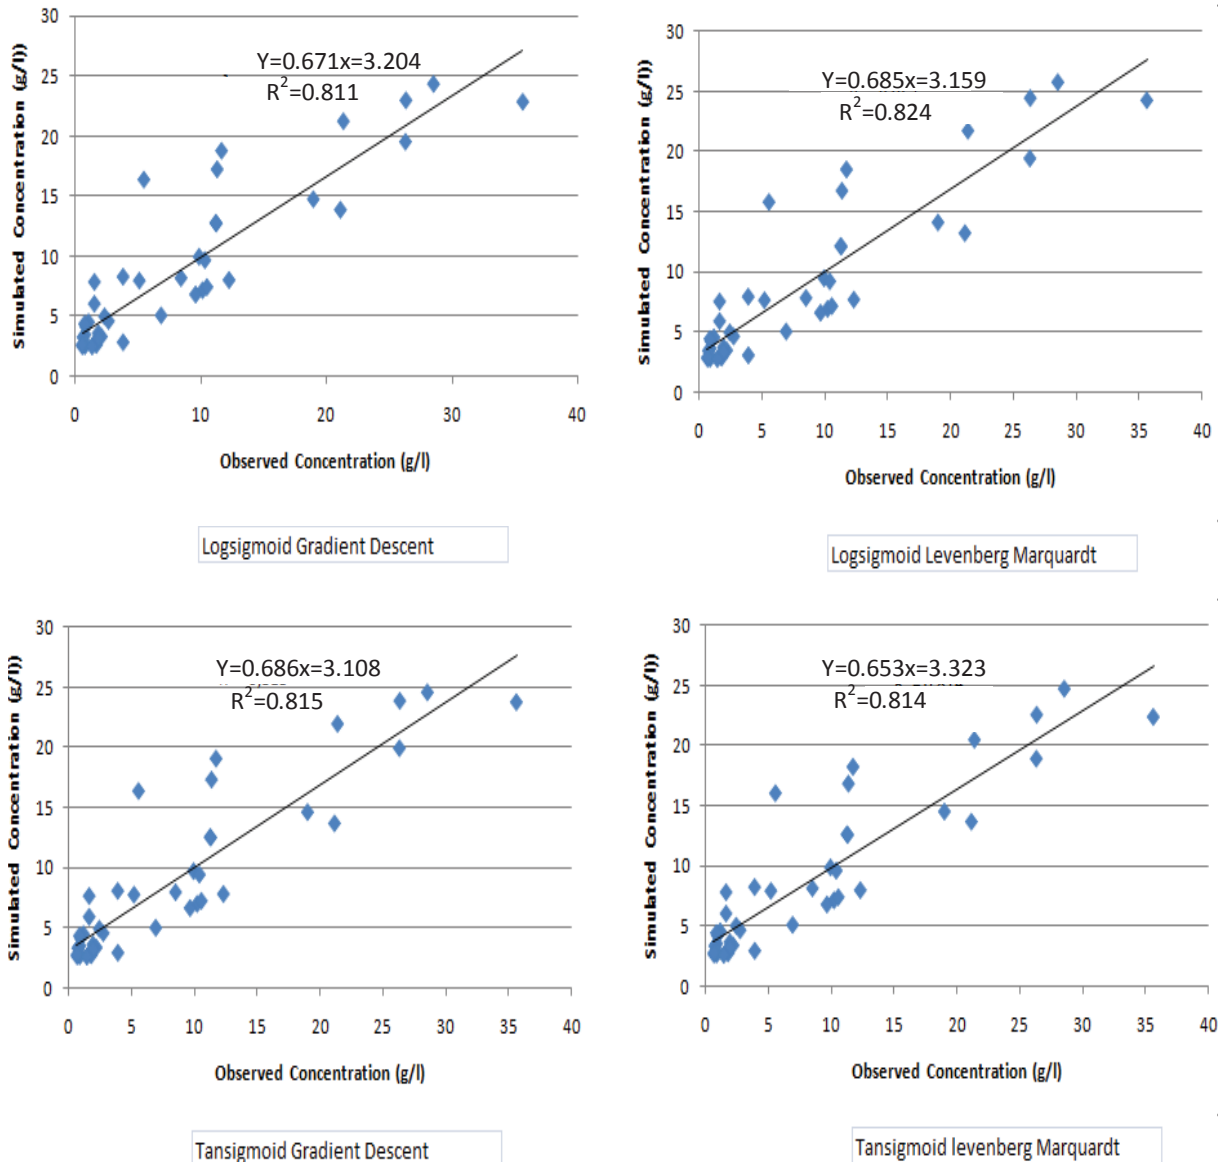 30
25
20
15
10
5
0
Simulated Concentration (g/l))
Y=0.671x=3.204
R²=0.811
0 10 20 30 40
Observed Concentration (g/l)
Logsigmoid Gradient Descent
30
25
20
15
10
5
0
Simulated Concentration (g/l))
Y=0.685x=3.159
R²=0.824
0 5 10 15 20 25 30 35 40
Observed Concentration (g/l)
Logsigmoid Levenberg Marquardt
30
25
20
15
10
5
0
Simulated Concentration (g/l))
Y=0.686x=3.108
R²=0.815
0 5 10 15 20 25 30 35 40
Observed Concentration (g/l)
Tansigmoid Gradient Descent
30
25
20
15
10
5
0
Simulated Concentration (g/l))
Y=0.653x=3.323
R²=0.814
0 5 10 15 20 25 30 35 40
Observed Concentration (g/l)
Tansigmoid levenberg Marquardt